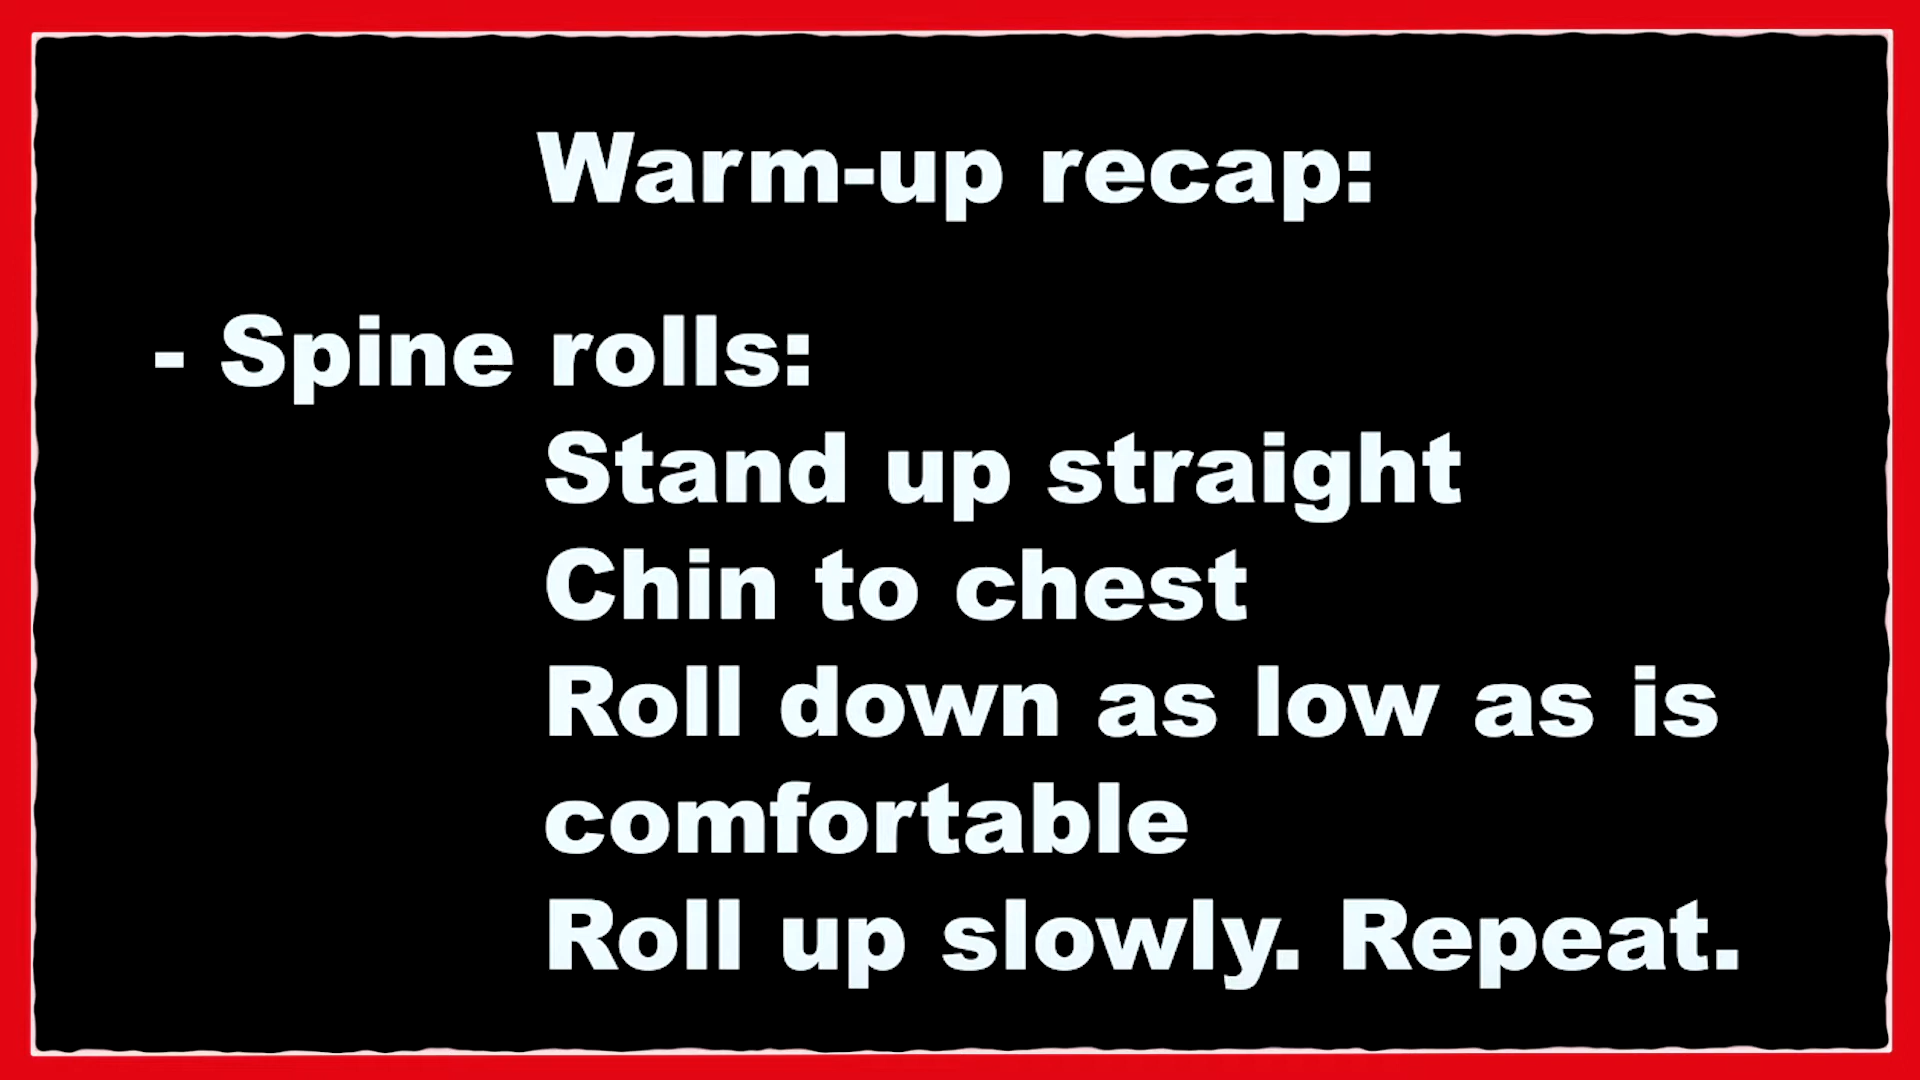 Warm-up recap:
- Spine rolls:
Stand up straight
Chin to chest
Roll down as low as is
comfortable
Roll up slowly. Repeat.